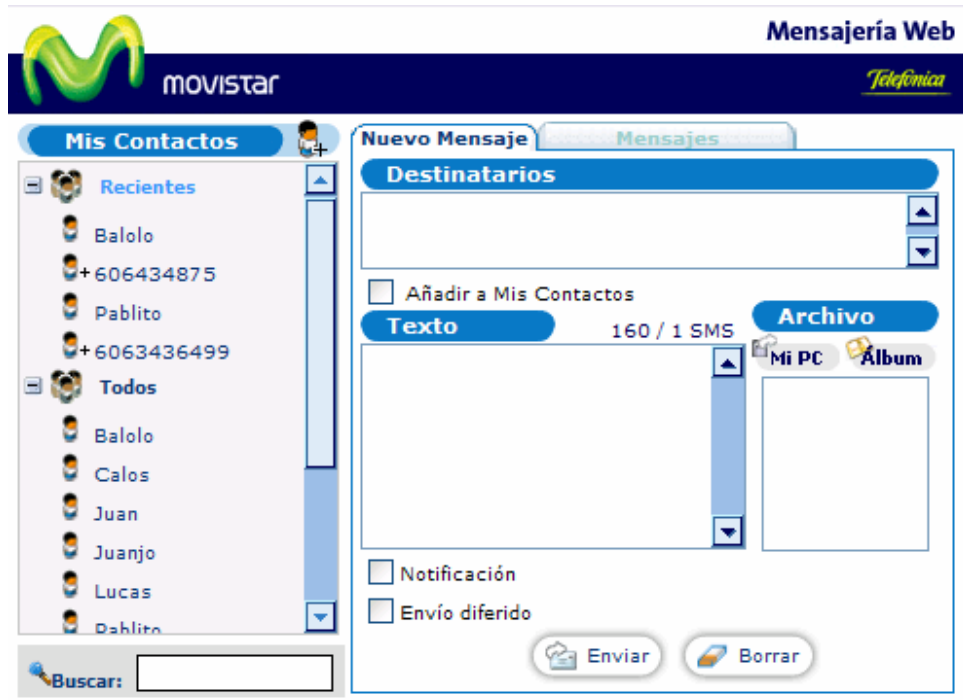 Mensajería Web
movistar
Telefónica
Mis Contactos
Recientes
Balolo
+606434875
Pablito
+6063436499
Todos
Balolo
Calos
Juan
Juanjo
Lucas
Pablito
Buscar:
Nuevo Mensaje
Mensajes
Destinatarios
Añadir a Mis Contactos
Texto
160 / 1 SMS
Archivo
Mi PC
Álbum
Notificación
Envío diferido
Enviar
Borrar